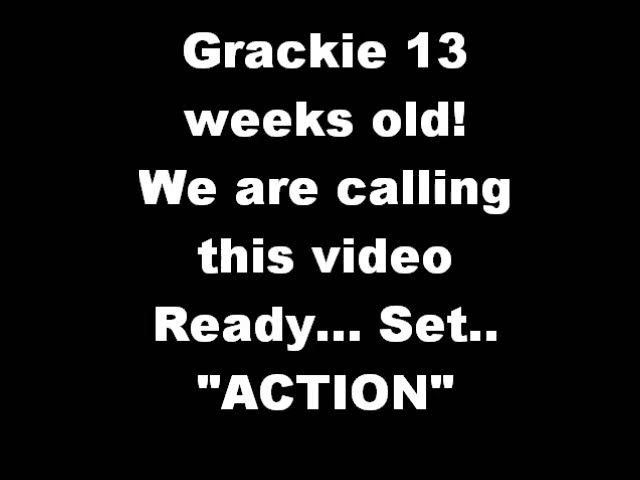 Grackie 13
weeks old!
We are calling
this video
Ready... Set..
"ACTION"